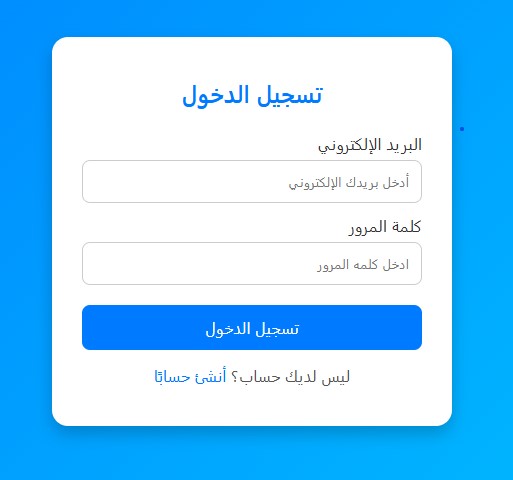 تسجيل الدخول
البريد الإلكتروني
أدخل بريدك الإلكتروني
كلمة المرور
ادخل كلمه المرور
تسجيل الدخول
ليس لديك حساب؟ أنشئ حسابًا